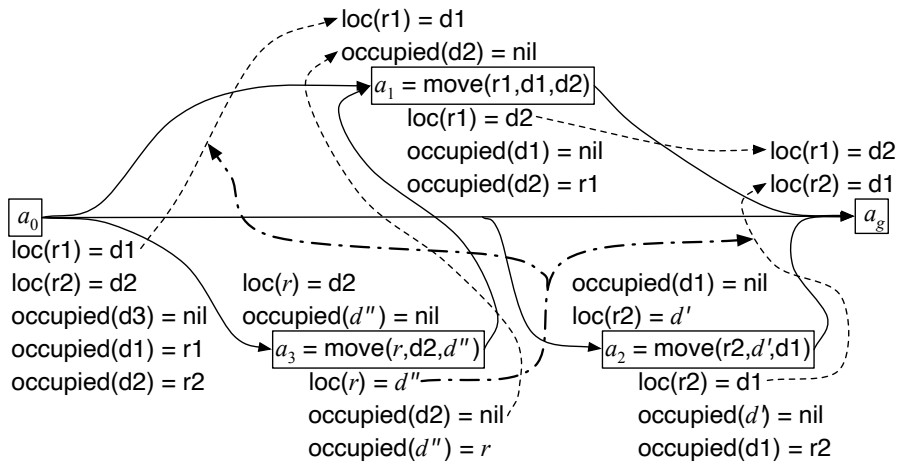 loc(r1) = d1
occupied(d2) = nil
a₁ = move(r1,d1,d2)
loc(r1) = d2
occupied(d1) = nil
occupied(d2) = r1
loc(r1) = d2
loc(r2) = d1
a₀
a_g
loc(r1) = d1
loc(r2) = d2
occupied(d3) = nil
occupied(d1) = r1
occupied(d2) = r2
loc(r) = d2
occupied(d") = nil
a₃ = move(r,d2,d")
loc(r) = d"
occupied(d2) = nil
occupied(d") = r
occupied(d1) = nil
loc(r2) = d'
a₂ = move(r2,d',d1)
loc(r2) = d1
occupied(d') = nil
occupied(d1) = r2